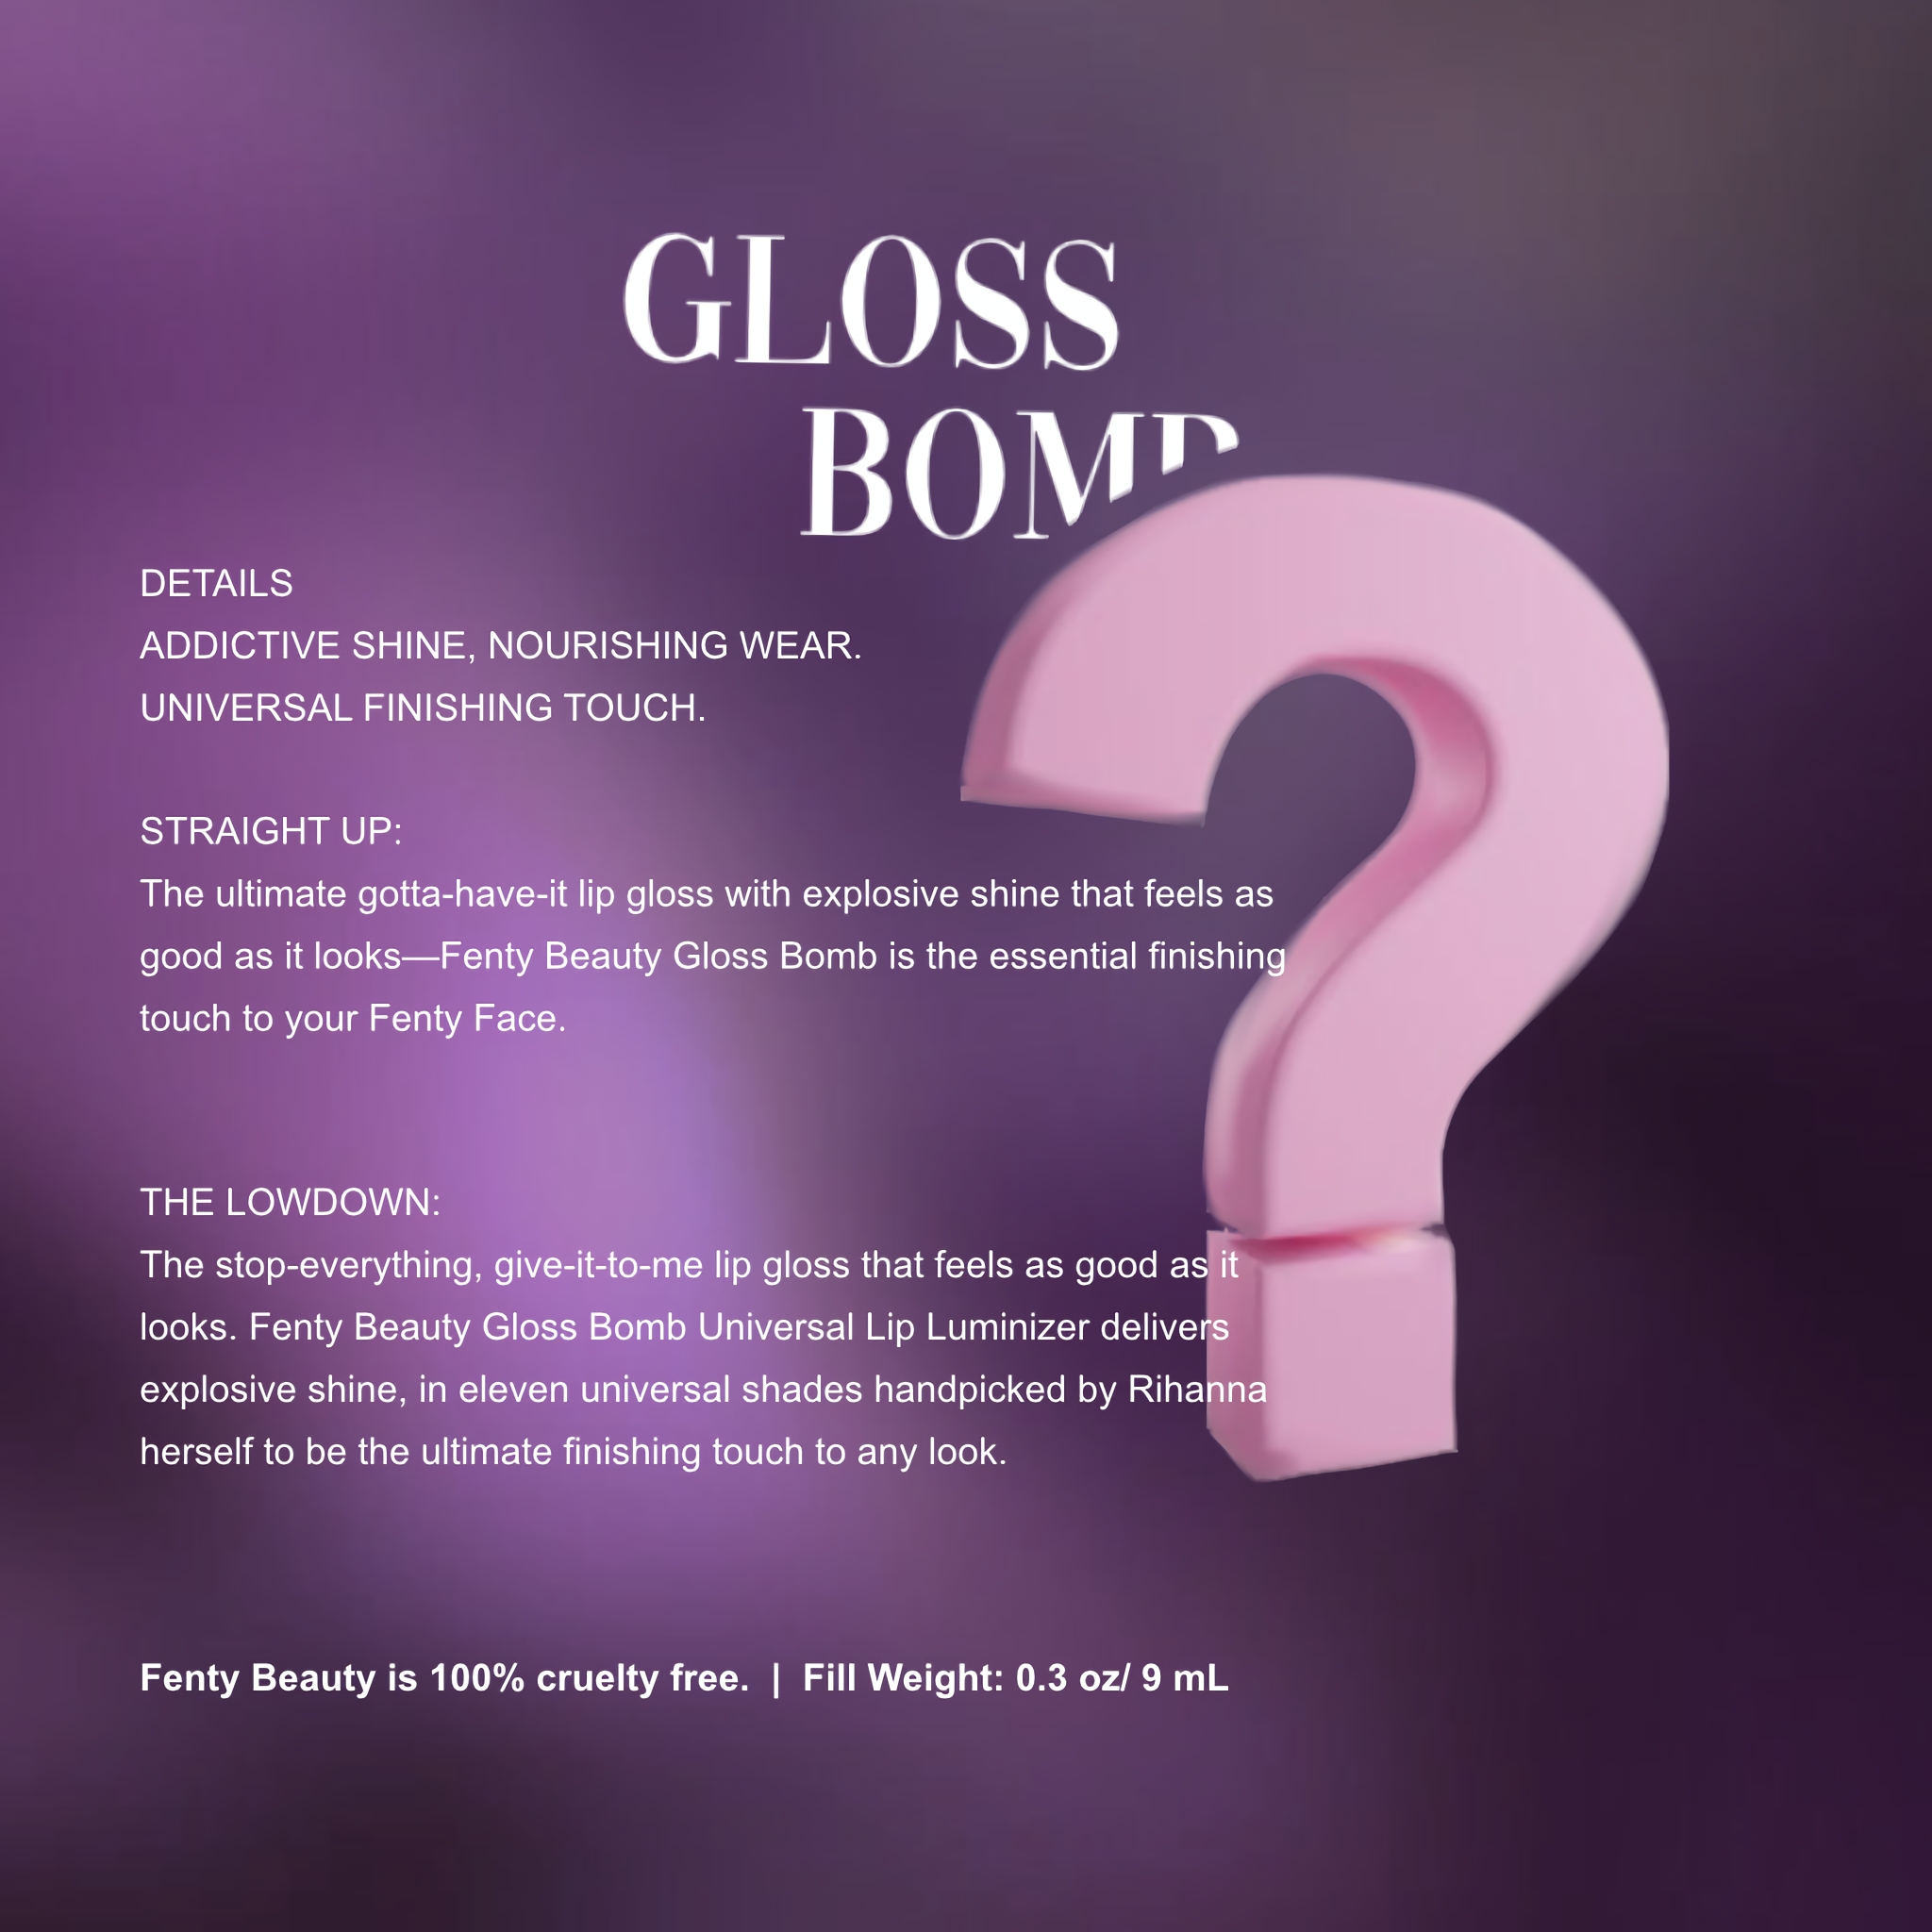 GLOSS
BOMB
DETAILS
ADDICTIVE SHINE, NOURISHING WEAR.
UNIVERSAL FINISHING TOUCH.
STRAIGHT UP:
The ultimate gotta-have-it lip gloss with explosive shine that feels as
good as it looks—Fenty Beauty Gloss Bomb is the essential finishing
touch to your Fenty Face.
THE LOWDOWN:
The stop-everything, give-it-to-me lip gloss that feels as good as it
looks. Fenty Beauty Gloss Bomb Universal Lip Luminizer delivers
explosive shine, in eleven universal shades handpicked by Rihanna
herself to be the ultimate finishing touch to any look.
Fenty Beauty is 100% cruelty free. | Fill Weight: 0.3 oz/ 9 mL
?